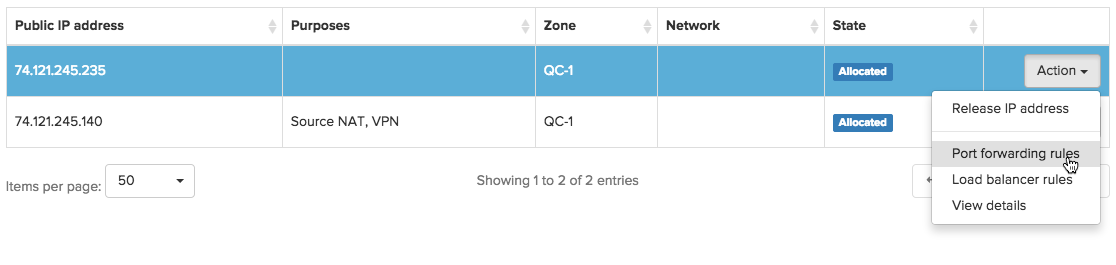 Public IP address Purposes Zone Network State
74.121.245.235 QC-1 Allocated Action
Release IP address
74.121.245.140 Source NAT, VPN QC-1 Allocated
Port forwarding rules
Items per page: 50 Showing 1 to 2 of 2 entries
Load balancer rules
View details